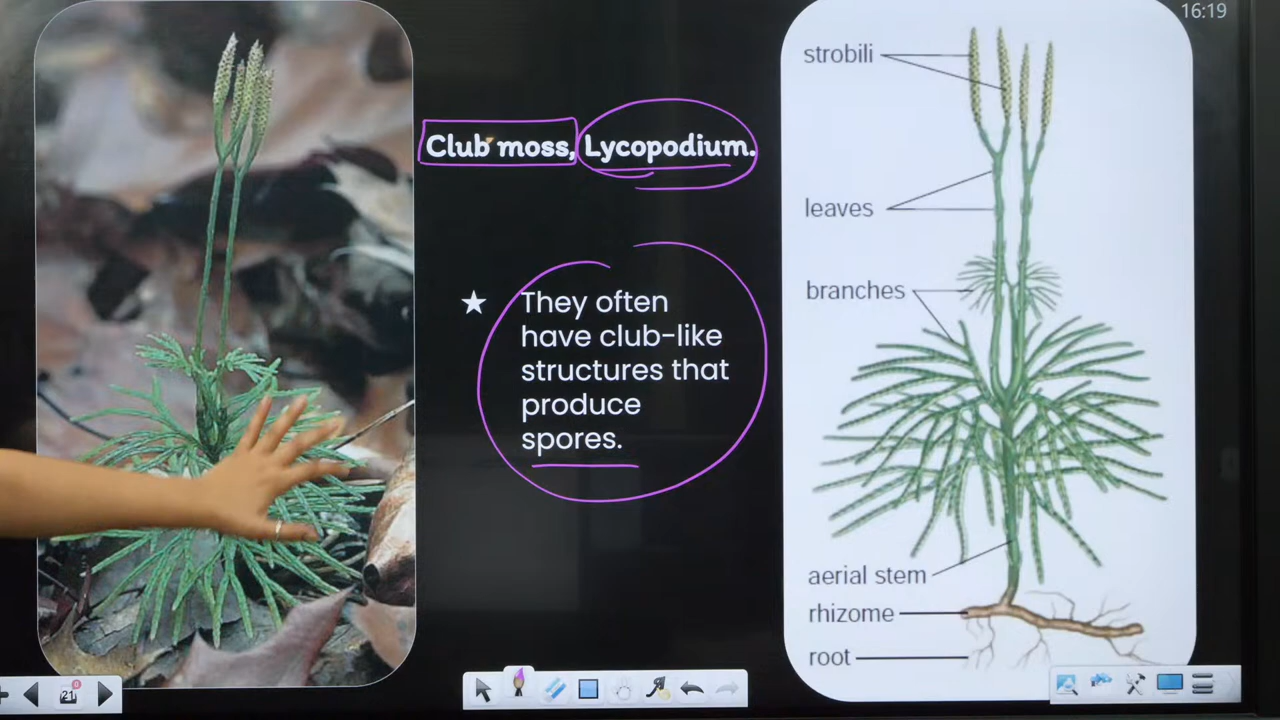 16:19
Club moss, Lycopodium.
★ They often
have club-like
structures that
produce
spores.
strobili
leaves
branches
aerial stem
rhizome
root
21